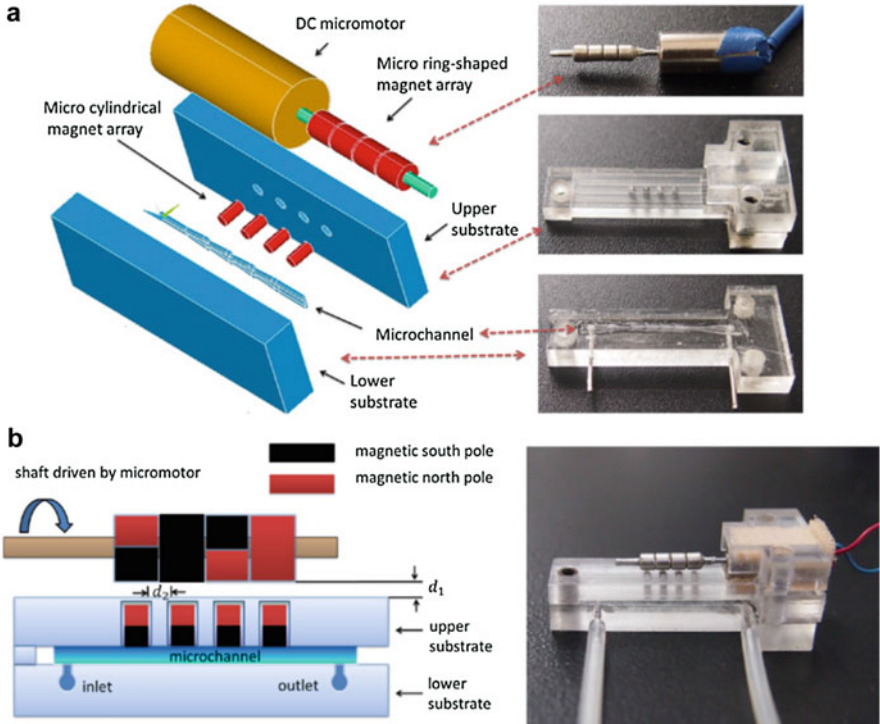 a
DC micromotor
Micro ring-shaped
magnet array
Micro cylindrical
magnet array
Upper
substrate
Microchannel
Lower
substrate
b
magnetic south pole
shaft driven by micromotor
magnetic north pole
d1
d2
upper
substrate
microchannel
inlet
outlet
lower
substrate